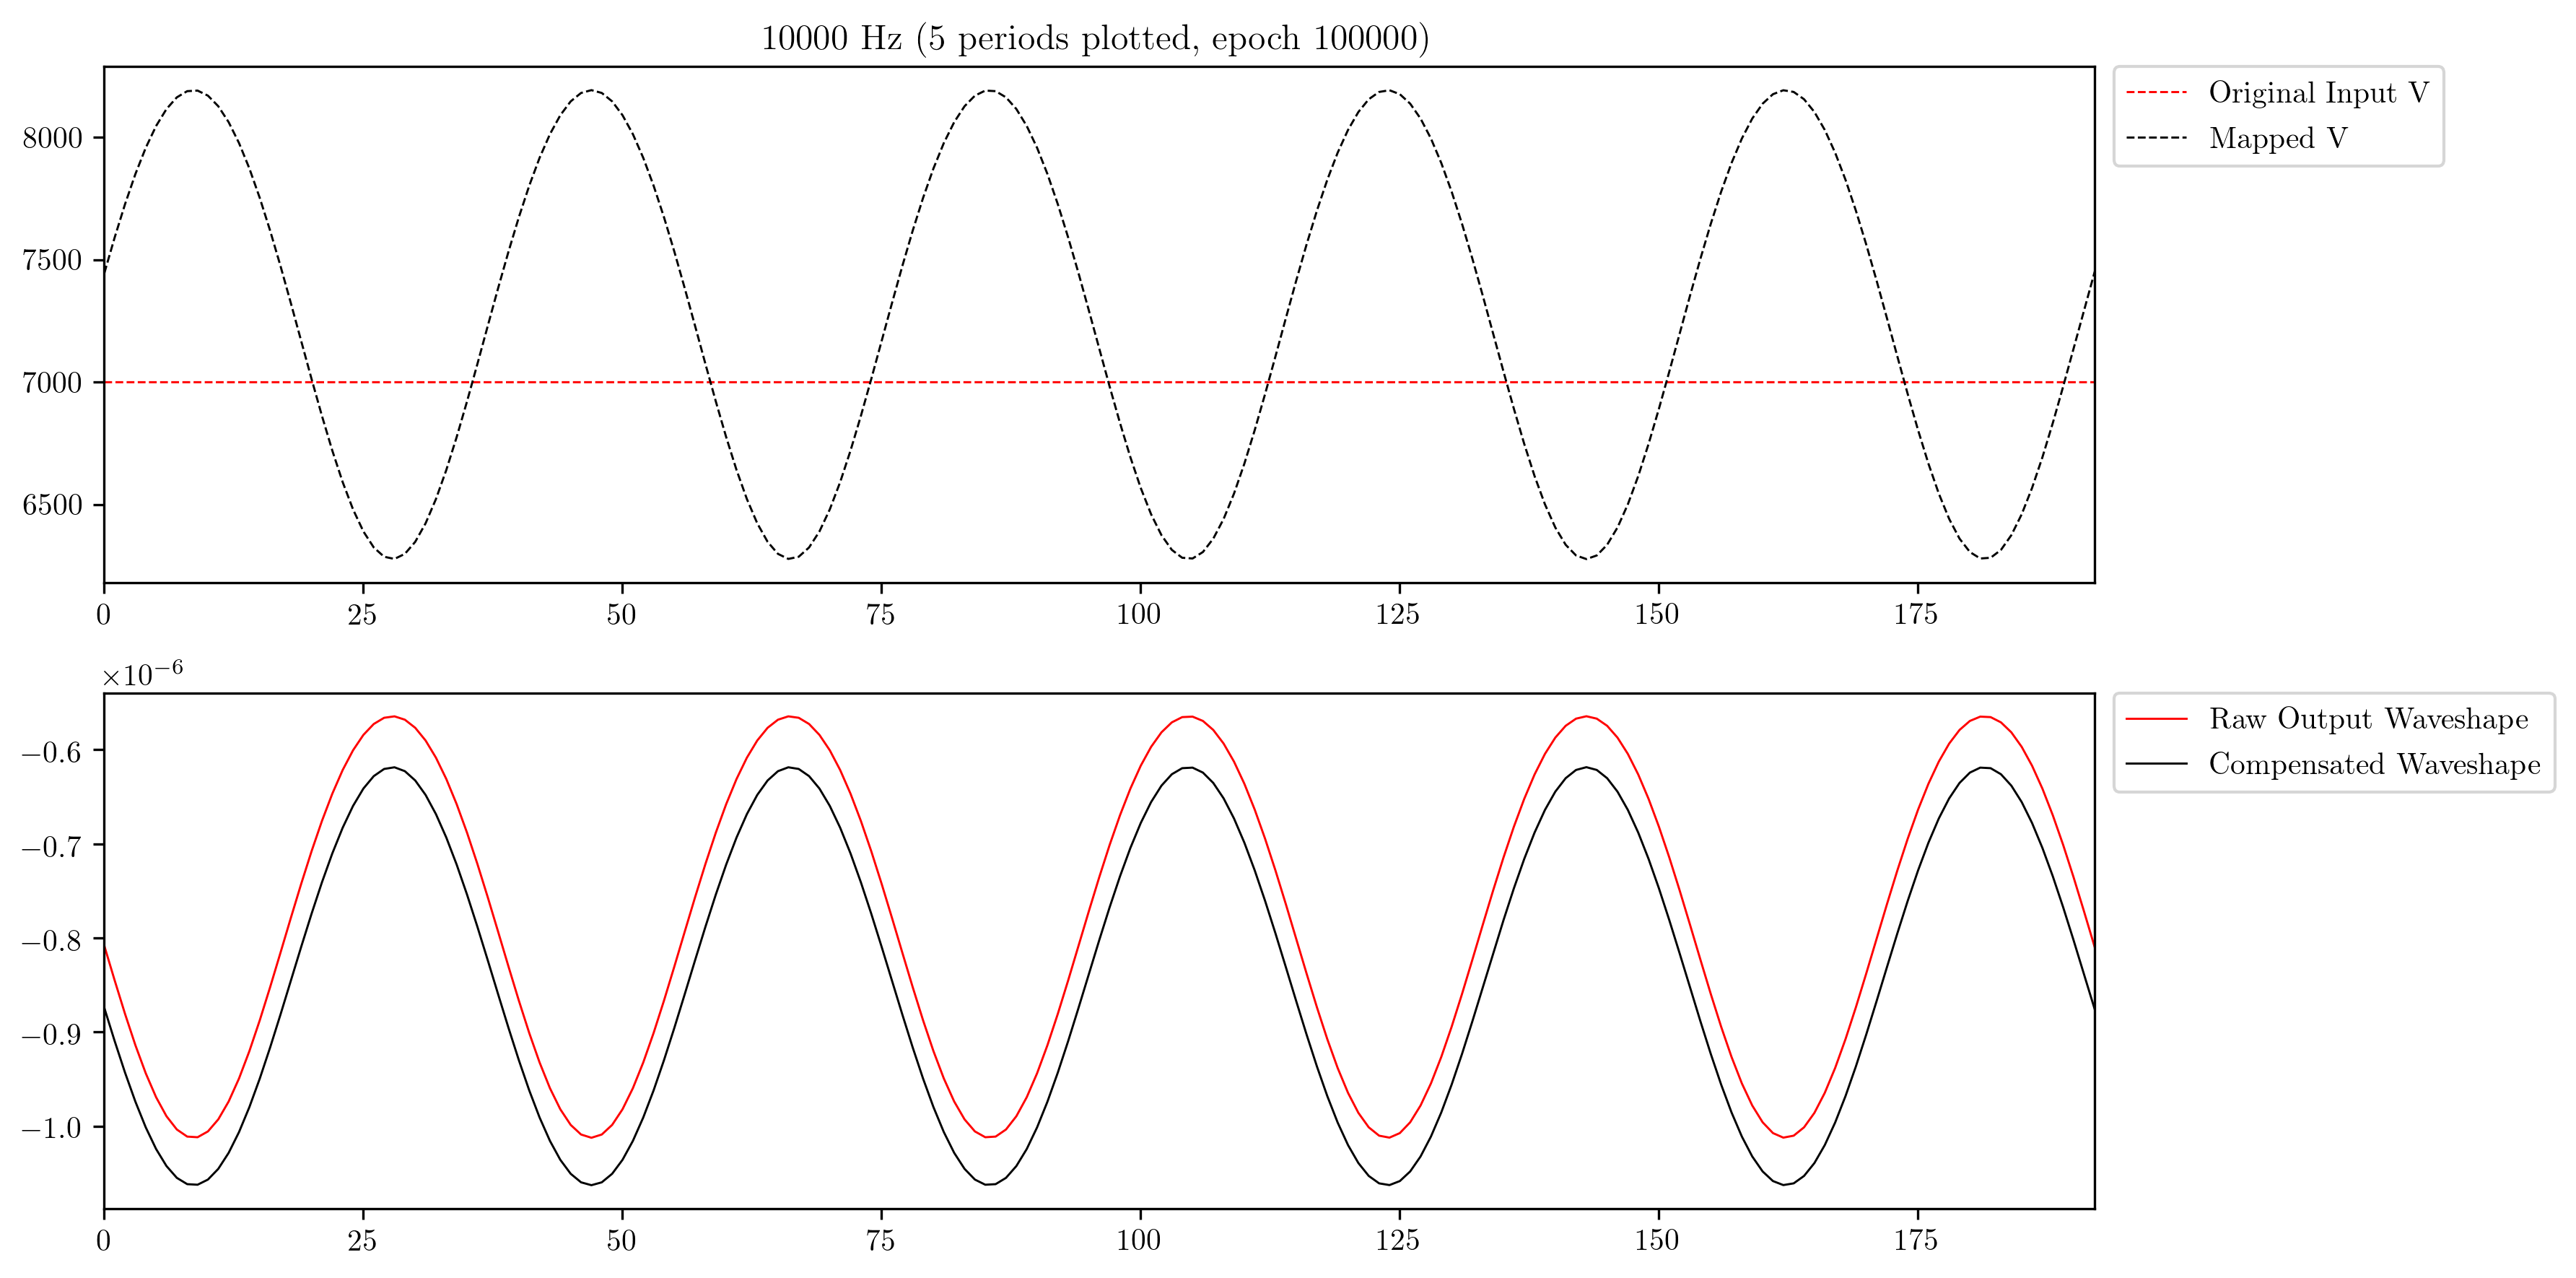 10000 Hz (5 periods plotted, epoch 100000)
Original Input V
Mapped V
8000
7500
7000
6500
0 25 50 75 100 125 150 175
×10⁻⁶
Raw Output Waveshape
Compensated Waveshape
−0.6
−0.7
−0.8
−0.9
−1.0
0 25 50 75 100 125 150 175